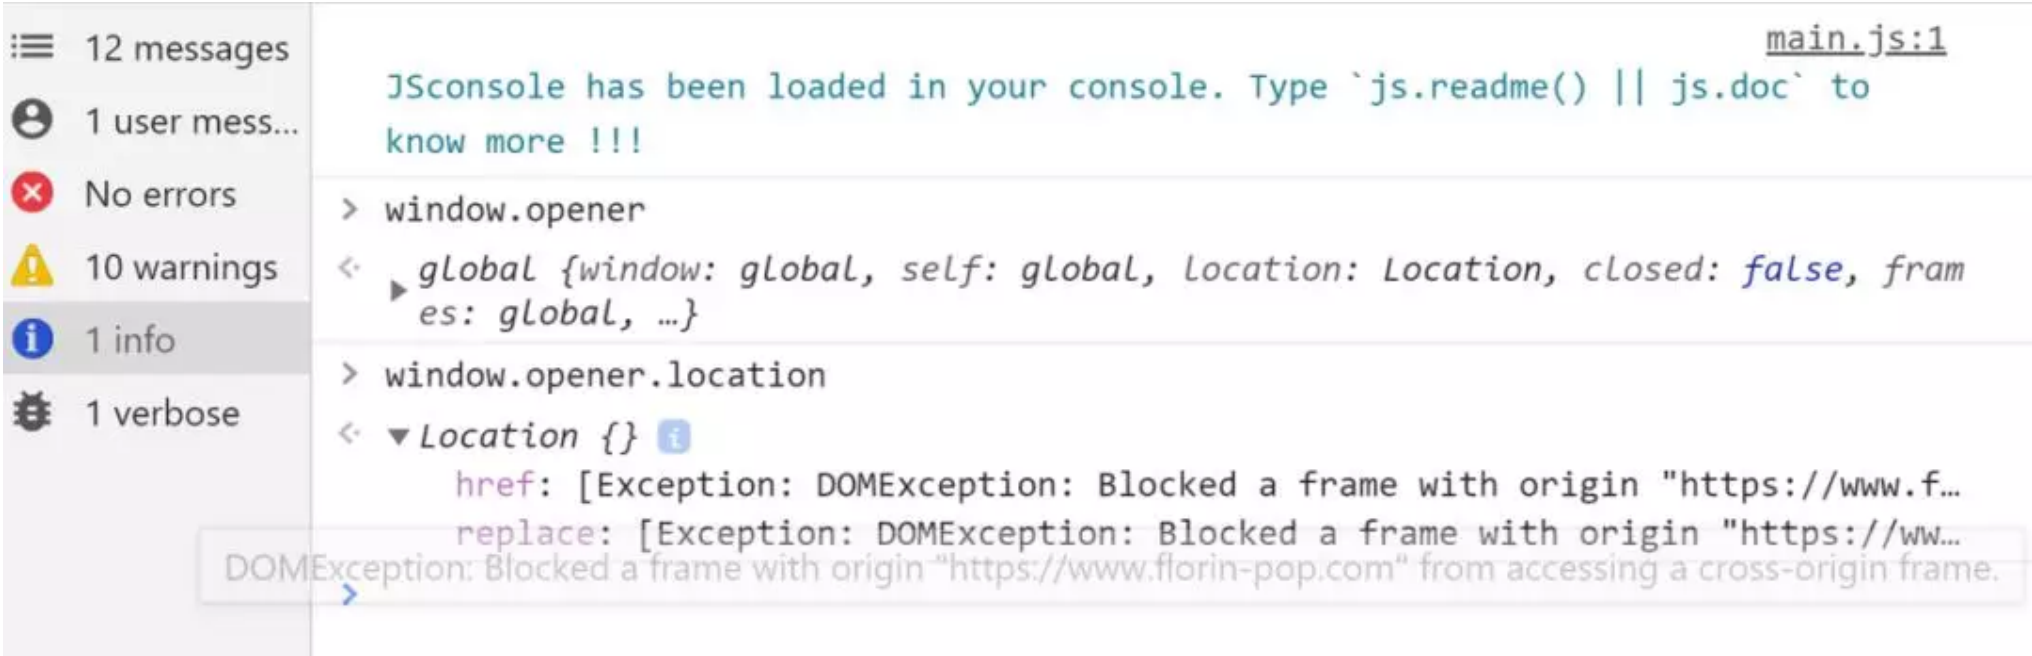 12 messages
1 user mess...
No errors
10 warnings
1 info
1 verbose
main.js:1
JSconsole has been loaded in your console. Type `js.readme() || js.doc` to
know more !!!
> window.opener
global {window: global, self: global, location: Location, closed: false, fram
es: global, …}
> window.opener.location
Location {}
href: [Exception: DOMException: Blocked a frame with origin "https://www.f…
replace: [Exception: DOMException: Blocked a frame with origin "https://ww…
DOMException: Blocked a frame with origin "https://www.florin-pop.com" from accessing a cross-origin frame.
>